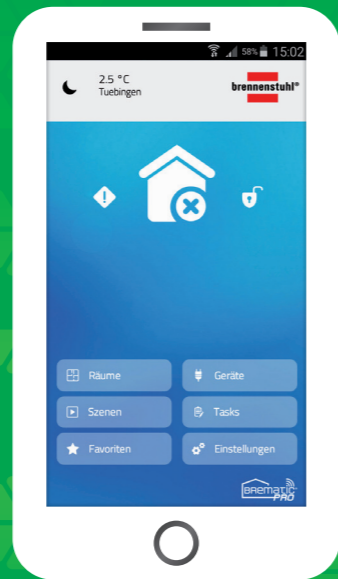 58% 15:02
2.5 °C
Tuebingen
brennenstuhl®
Räume
Geräte
Szenen
Tasks
Favoriten
Einstellungen
BREMATIC
PRO